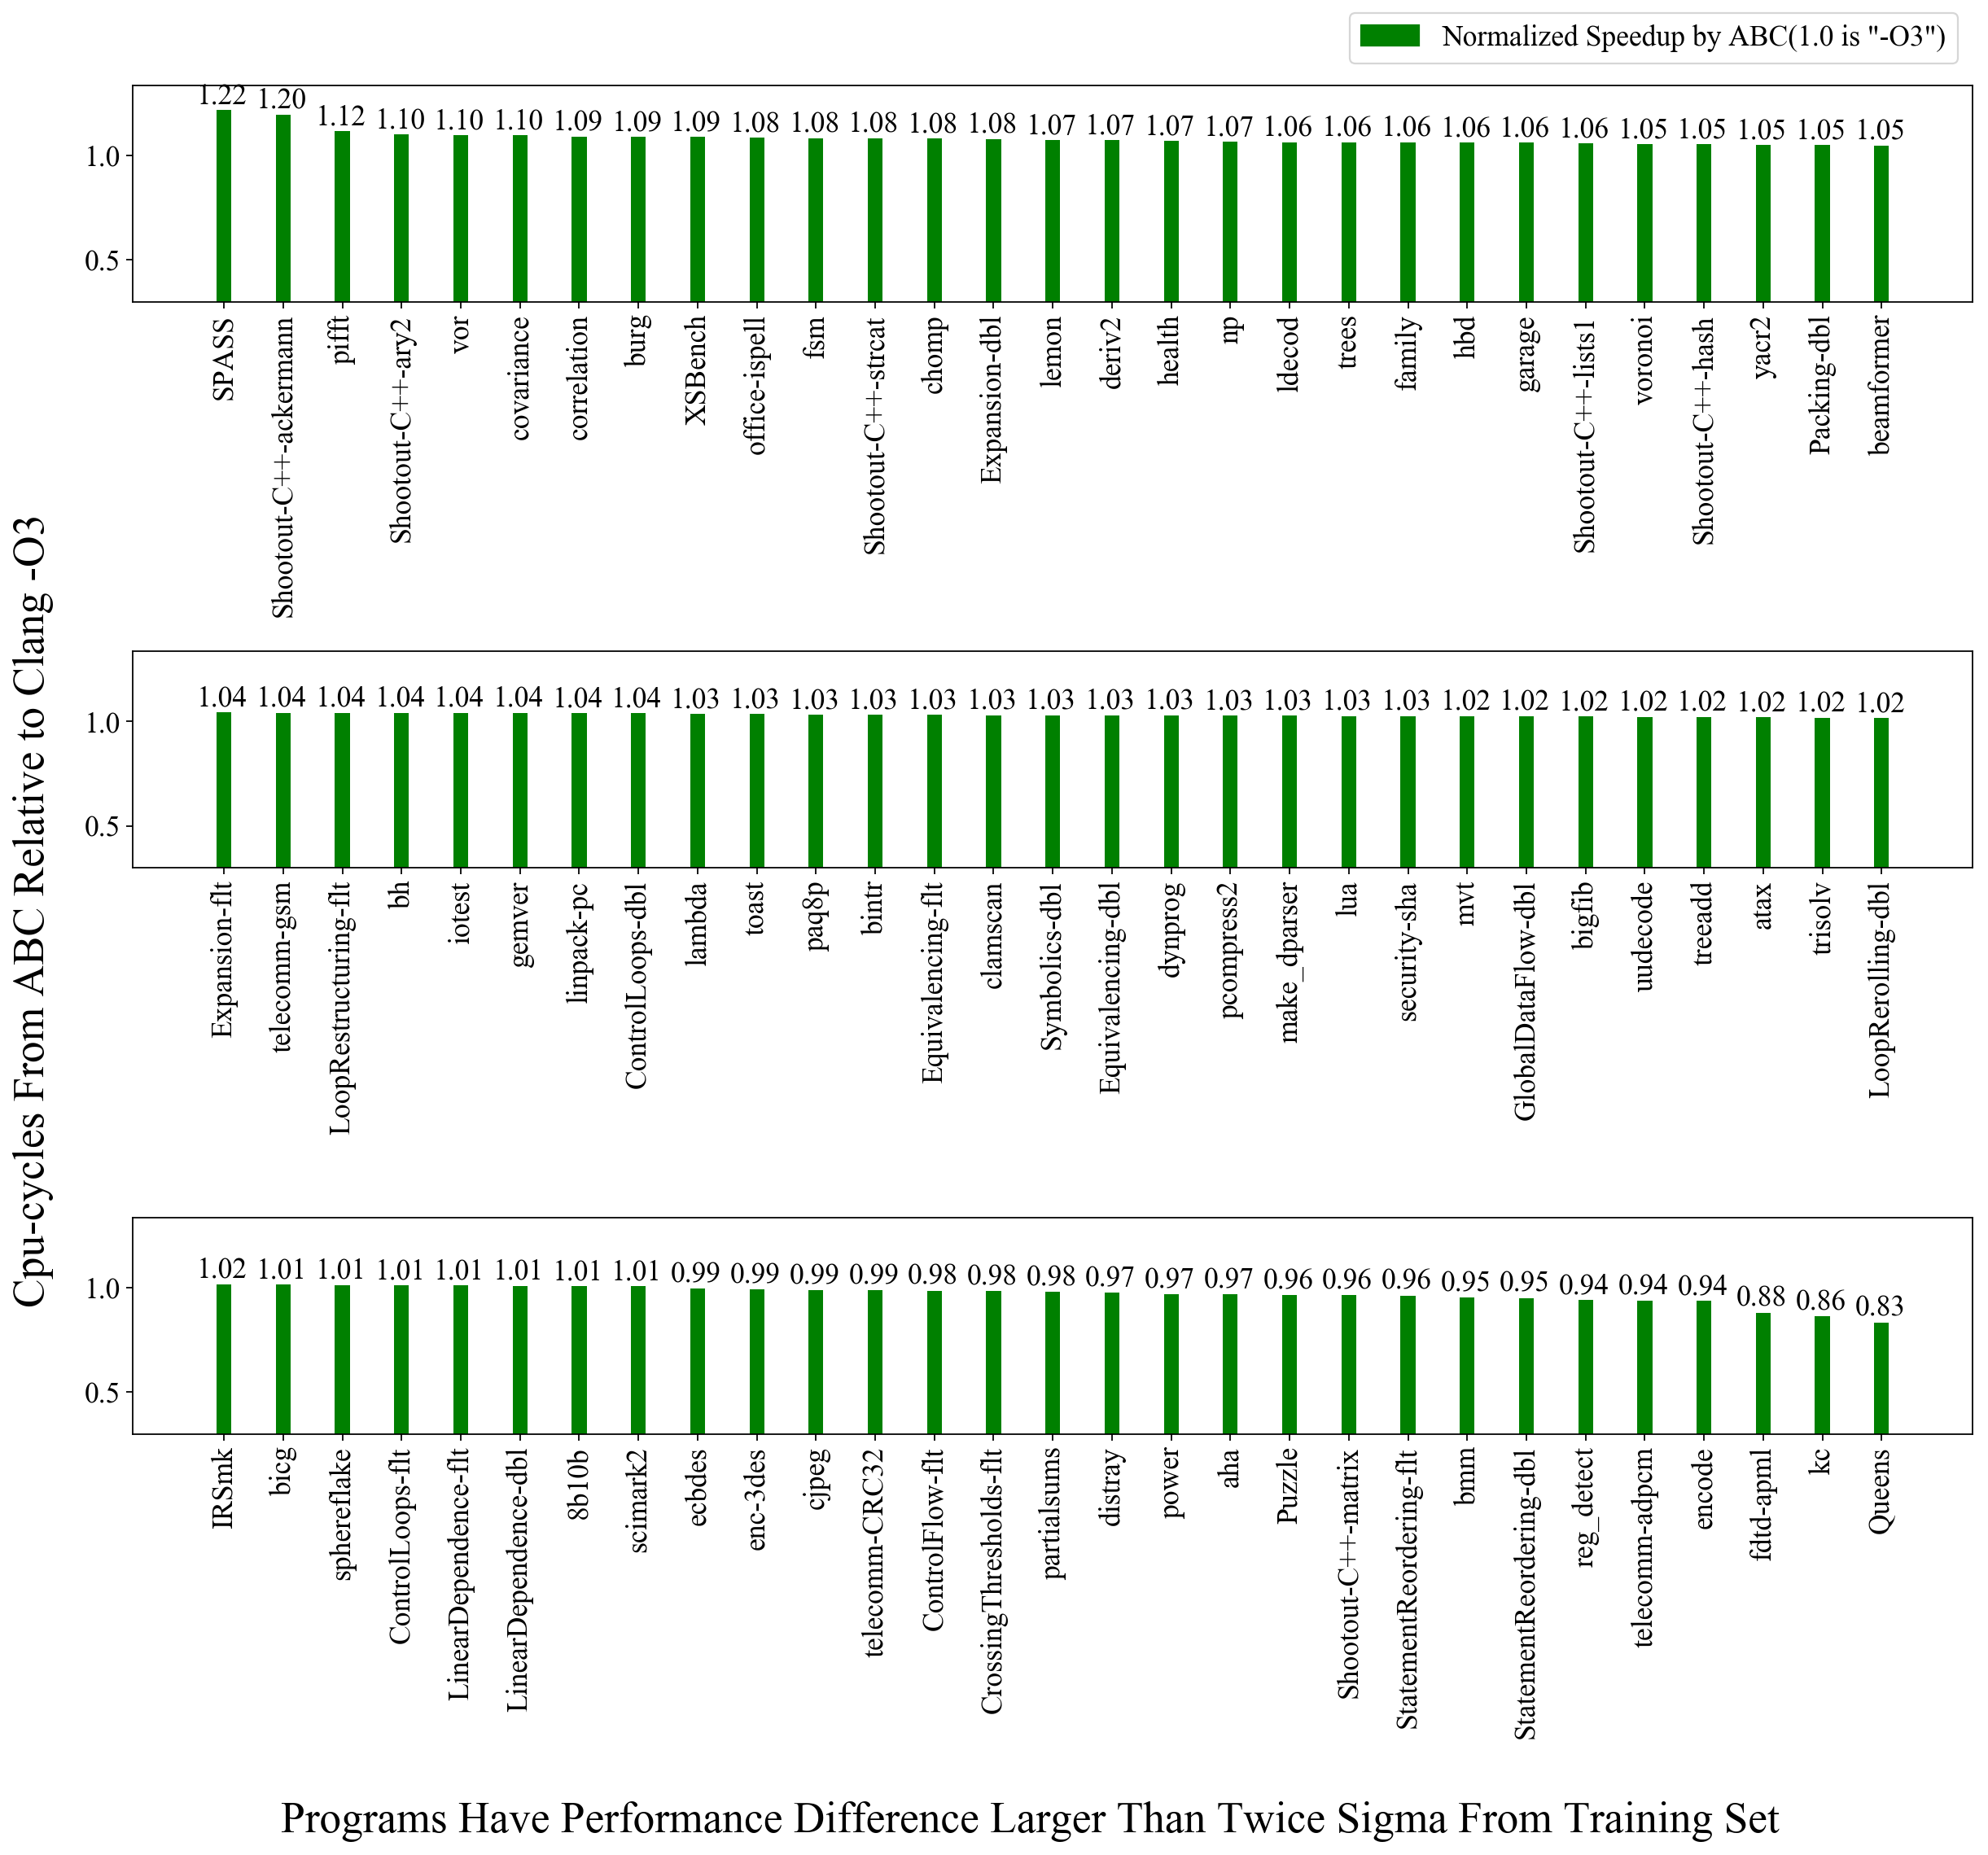 Normalized Speedup by ABC(1.0 is "-O3")
1.22 1.20 1.12 1.10 1.10 1.10 1.09 1.09 1.09 1.08 1.08 1.08 1.08 1.08 1.07 1.07 1.07 1.07 1.06 1.06 1.06 1.06 1.06 1.06 1.05 1.05 1.05 1.05 1.05
1.0
0.5
SPASS
Shootout-C++-ackermann
pifft
Shootout-C++-ary2
vor
covariance
correlation
burg
XSBench
office-ispell
fsm
Shootout-C++-strcat
chomp
Expansion-dbl
lemon
deriv2
health
np
ldecod
trees
family
hbd
garage
Shootout-C++-lists1
voronoi
Shootout-C++-hash
yacr2
Packing-dbl
beamformer
Cpu-cycles From ABC Relative to Clang -O3
1.04 1.04 1.04 1.04 1.04 1.04 1.04 1.04 1.03 1.03 1.03 1.03 1.03 1.03 1.03 1.03 1.03 1.03 1.03 1.03 1.03 1.02 1.02 1.02 1.02 1.02 1.02 1.02 1.02
1.0
0.5
Expansion-flt
telecomm-gsm
LoopRestructuring-flt
bh
iotest
gemver
linpack-pc
ControlLoops-dbl
lambda
toast
paq8p
bintr
Equivalencing-flt
clamscan
Symbolics-dbl
Equivalencing-dbl
dynprog
pcompress2
make_dparser
lua
security-sha
mvt
GlobalDataFlow-dbl
bigfib
uudecode
treeadd
atax
trisolv
LoopRerolling-dbl
1.02 1.01 1.01 1.01 1.01 1.01 1.01 1.01 0.99 0.99 0.99 0.99 0.98 0.98 0.98 0.97 0.97 0.97 0.96 0.96 0.96 0.95 0.95 0.94 0.94 0.94 0.88 0.86 0.83
1.0
0.5
IRSmk
bicg
sphereflake
ControlLoops-flt
LinearDependence-flt
LinearDependence-dbl
8b10b
scimark2
ecbdes
enc-3des
cjpeg
telecomm-CRC32
ControlFlow-flt
CrossingThresholds-flt
partialsums
distray
power
aha
Puzzle
Shootout-C++-matrix
StatementReordering-flt
bmm
StatementReordering-dbl
reg_detect
telecomm-adpcm
encode
fdtd-apml
kc
Queens
Programs Have Performance Difference Larger Than Twice Sigma From Training Set